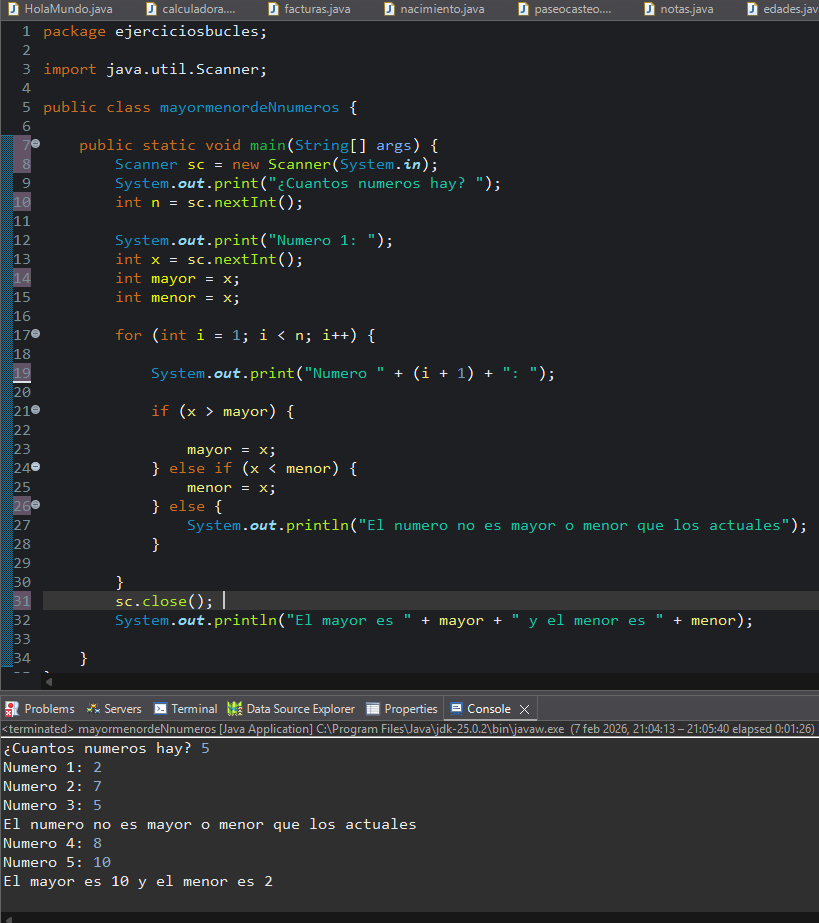 HolaMundo.java calculadora.... facturas.java nacimiento.java paseocasteo.... notas.java edades.jav
1 package ejerciciosbucles;
2
3 import java.util.Scanner;
4
5 public class mayormenordeNnumeros {
6
7 public static void main(String[] args) {
8 Scanner sc = new Scanner(System.in);
9 System.out.print("¿Cuantos numeros hay? ");
10 int n = sc.nextInt();
11
12 System.out.print("Numero 1: ");
13 int x = sc.nextInt();
14 int mayor = x;
15 int menor = x;
16
17 for (int i = 1; i < n; i++) {
18
19 System.out.print("Numero " + (i + 1) + ": ");
20
21 if (x > mayor) {
22
23 mayor = x;
24 } else if (x < menor) {
25 menor = x;
26 } else {
27 System.out.println("El numero no es mayor o menor que los actuales");
28 }
29
30 }
31 sc.close();
32 System.out.println("El mayor es " + mayor + " y el menor es " + menor);
33
34 }
Problems Servers Terminal Data Source Explorer Properties Console
<terminated> mayormenordeNnumeros [Java Application] C:\Program Files\Java\jdk-25.0.2\bin\javaw.exe (7 feb 2026, 21:04:13 – 21:05:40 elapsed 0:01:26)
¿Cuantos numeros hay? 5
Numero 1: 2
Numero 2: 7
Numero 3: 5
El numero no es mayor o menor que los actuales
Numero 4: 8
Numero 5: 10
El mayor es 10 y el menor es 2